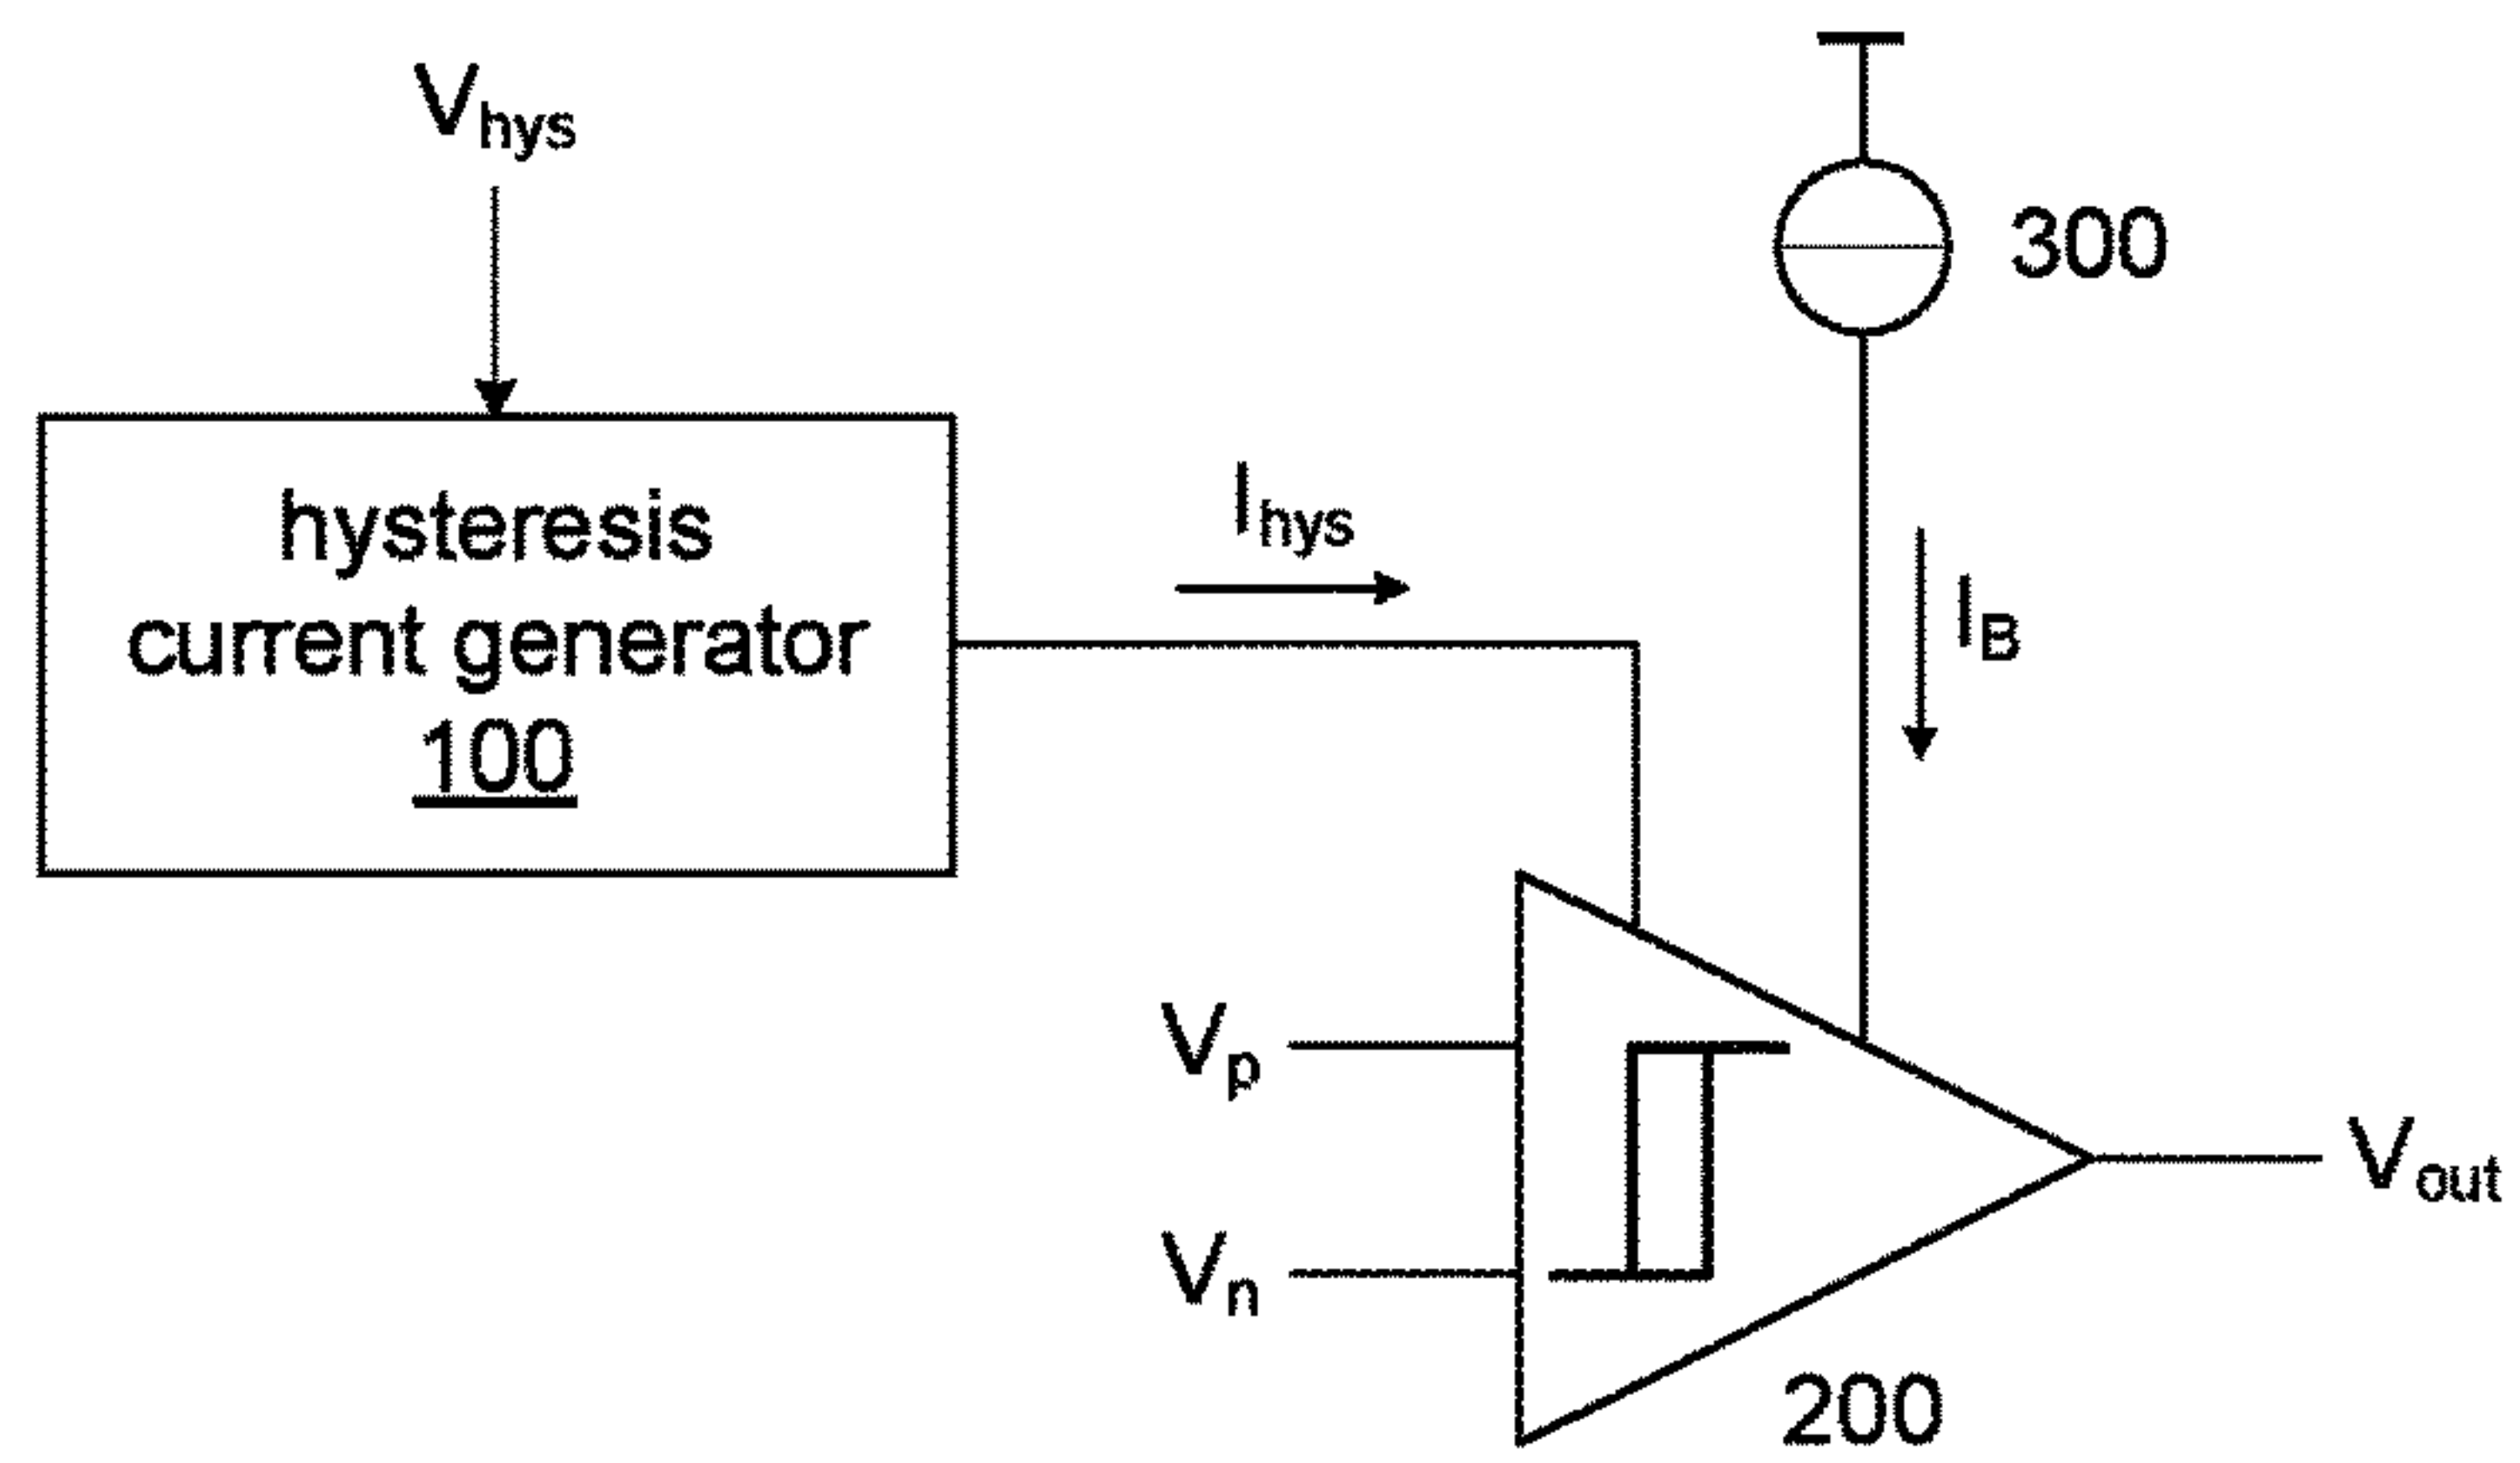 Vhys
300
hysteresis
current generator
100
Ihys
IB
Vp
Vn
Vout
200